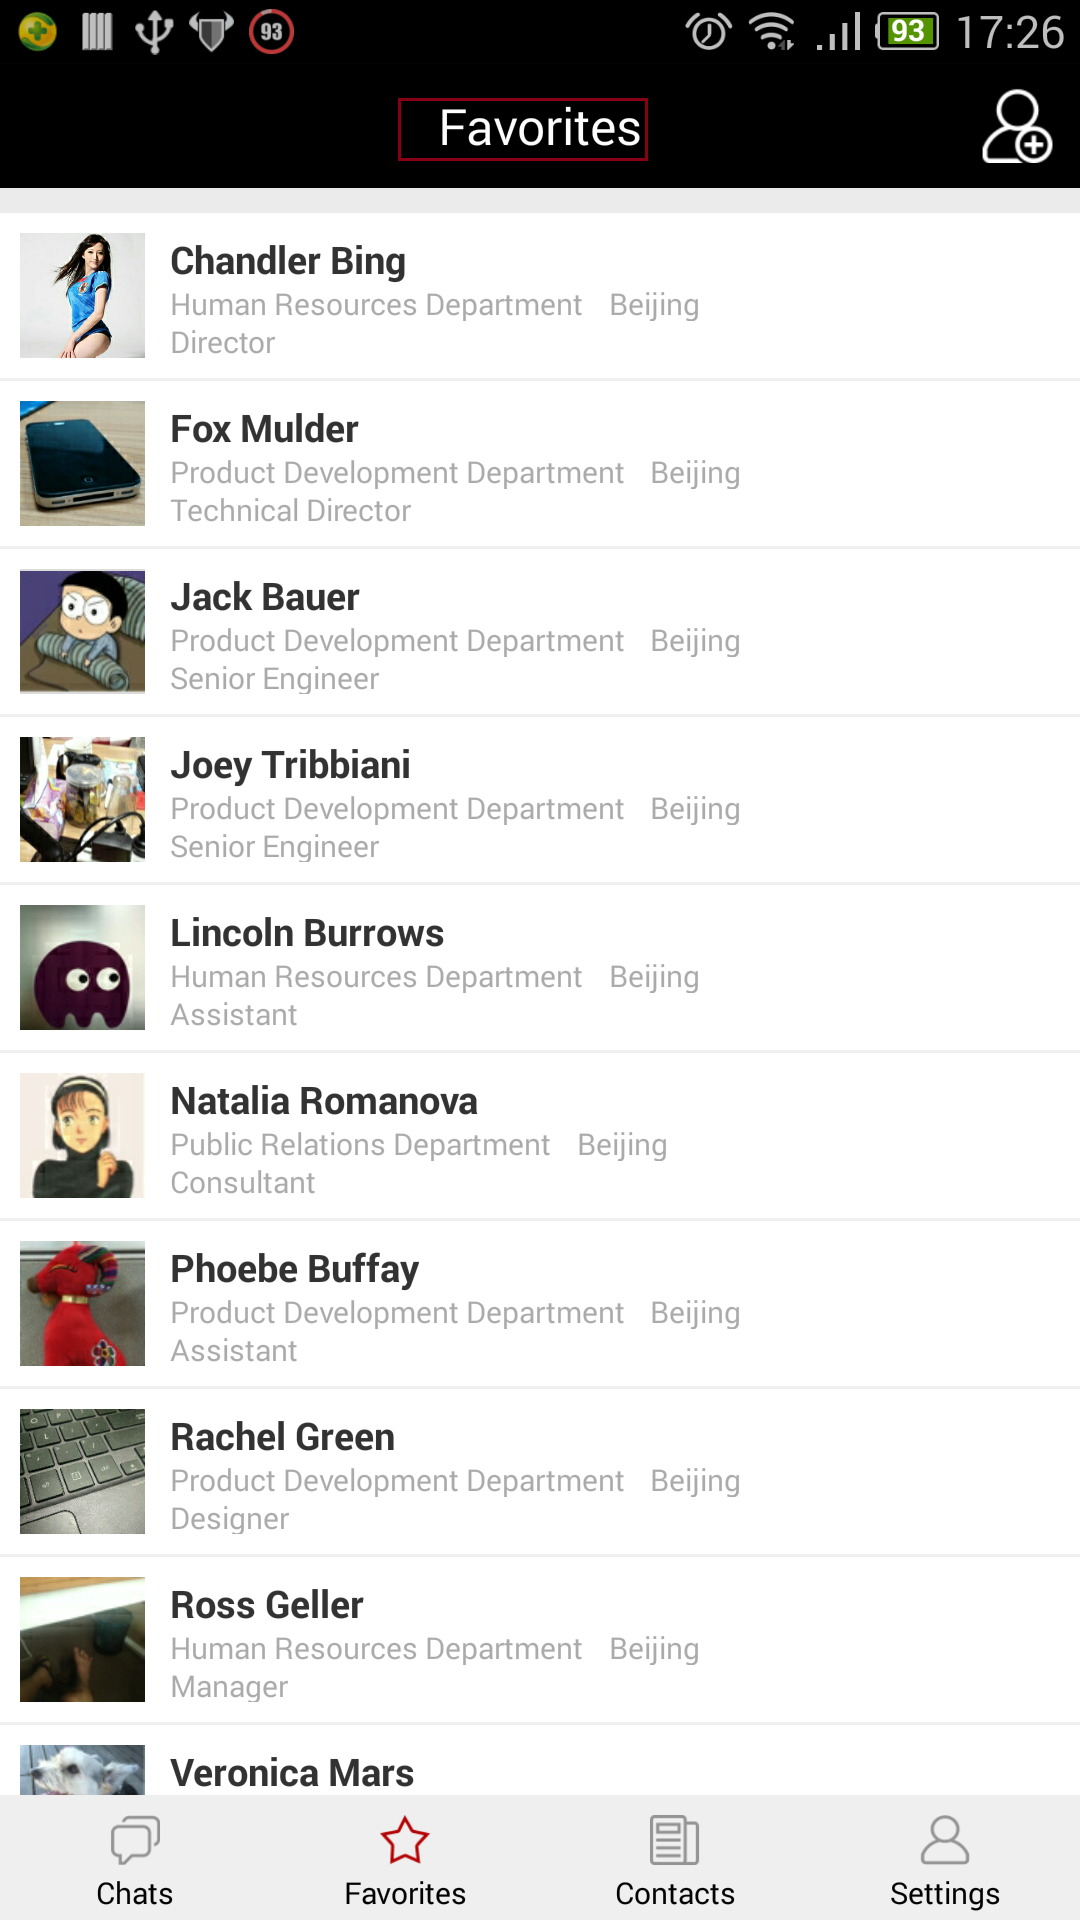 93 93 17:26
Favorites
Chandler Bing
Human Resources Department Beijing
Director
Fox Mulder
Product Development Department Beijing
Technical Director
Jack Bauer
Product Development Department Beijing
Senior Engineer
Joey Tribbiani
Product Development Department Beijing
Senior Engineer
Lincoln Burrows
Human Resources Department Beijing
Assistant
Natalia Romanova
Public Relations Department Beijing
Consultant
Phoebe Buffay
Product Development Department Beijing
Assistant
Rachel Green
Product Development Department Beijing
Designer
Ross Geller
Human Resources Department Beijing
Manager
Veronica Mars
Chats Favorites Contacts Settings